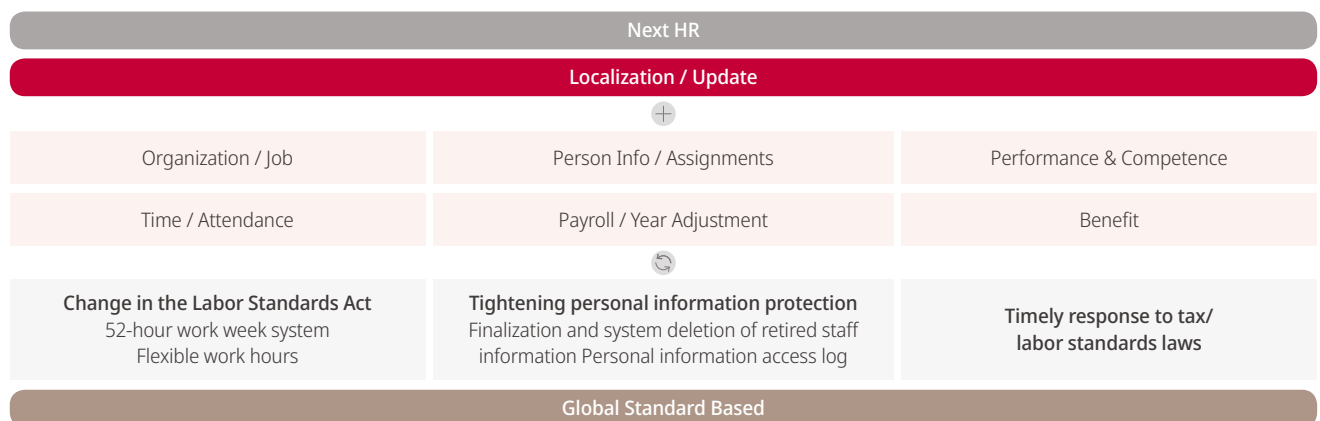 Next HR
Localization / Update
Organization / Job
Person Info / Assignments
Performance & Competence
Time / Attendance
Payroll / Year Adjustment
Benefit
Change in the Labor Standards Act
52-hour work week system
Flexible work hours
Tightening personal information protection
Finalization and system deletion of retired staff
information Personal information access log
Timely response to tax/
labor standards laws
Global Standard Based